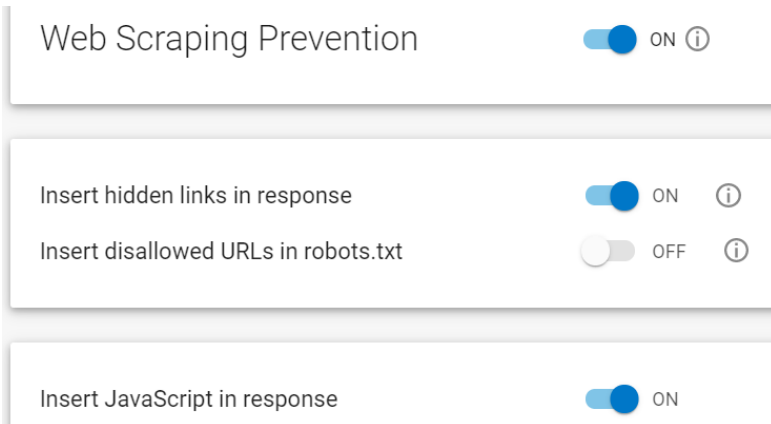 Web Scraping Prevention ON
Insert hidden links in response ON
Insert disallowed URLs in robots.txt OFF
Insert JavaScript in response ON